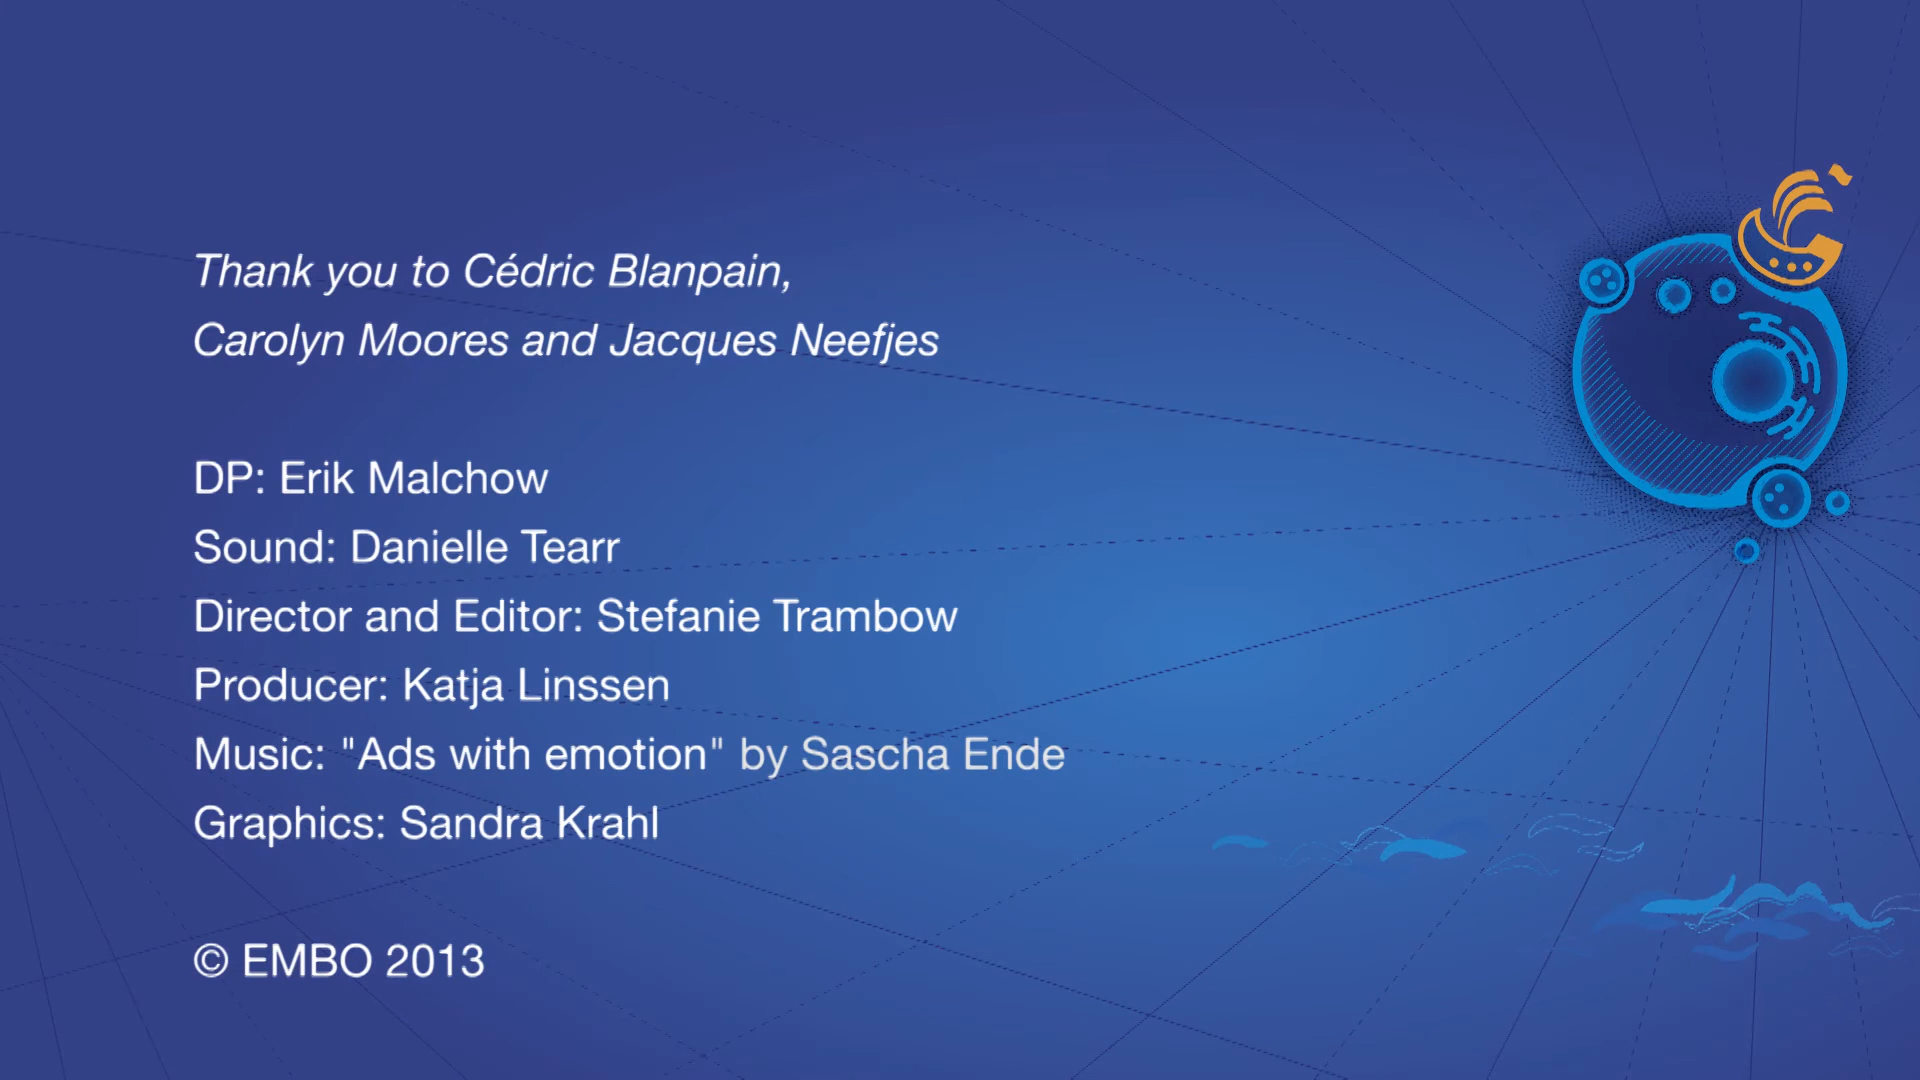 Thank you to Cédric Blanpain,
Carolyn Moores and Jacques Neefjes
DP: Erik Malchow
Sound: Danielle Tearr
Director and Editor: Stefanie Trambow
Producer: Katja Linssen
Music: "Ads with emotion" by Sascha Ende
Graphics: Sandra Krahl
© EMBO 2013